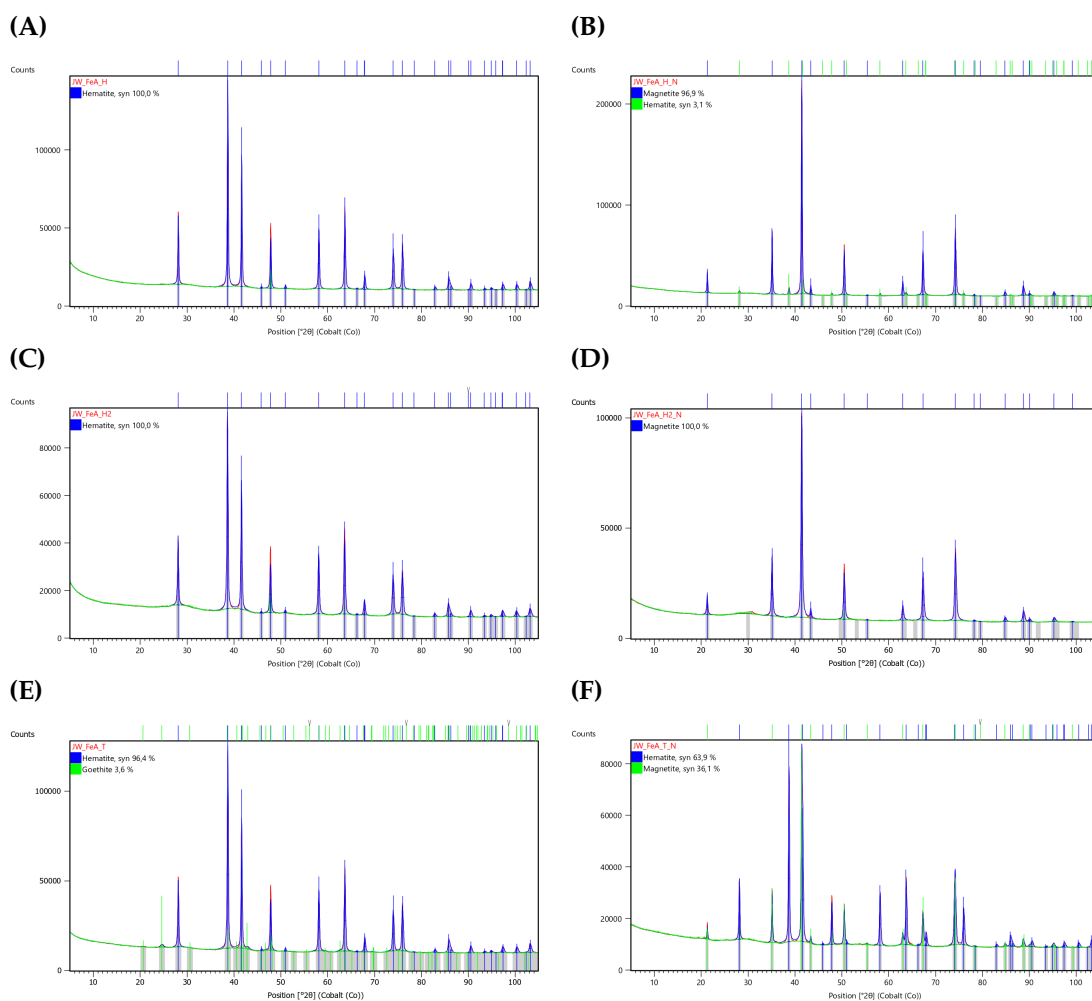 (A)
Counts
JW_FeA_H
Hematite, syn 100,0 %
100000
50000
0
10 20 30 40 50 60 70 80 90 100
Position [°2θ] (Cobalt (Co))
(B)
Counts
JW_FeA_H_N
Magnetite 96,9 %
Hematite, syn 3,1 %
200000
100000
0
10 20 30 40 50 60 70 80 90 100
Position [°2θ] (Cobalt (Co))
(C)
Counts
JW_FeA_H2
Hematite, syn 100,0 %
80000
60000
40000
20000
0
10 20 30 40 50 60 70 80 90 100
Position [°2θ] (Cobalt (Co))
(D)
Counts
JW_FeA_H2_N
Magnetite 100,0 %
100000
50000
0
10 20 30 40 50 60 70 80 90 100
Position [°2θ] (Cobalt (Co))
(E)
Counts
JW_FeA_T
Hematite, syn 96,4 %
Goethite 3,6 %
100000
50000
0
10 20 30 40 50 60 70 80 90 100
Position [°2θ] (Cobalt (Co))
(F)
Counts
JW_FeA_T_N
Hematite, syn 63,9 %
Magnetite, syn 36,1 %
80000
60000
40000
20000
0
10 20 30 40 50 60 70 80 90 100
Position [°2θ] (Cobalt (Co))